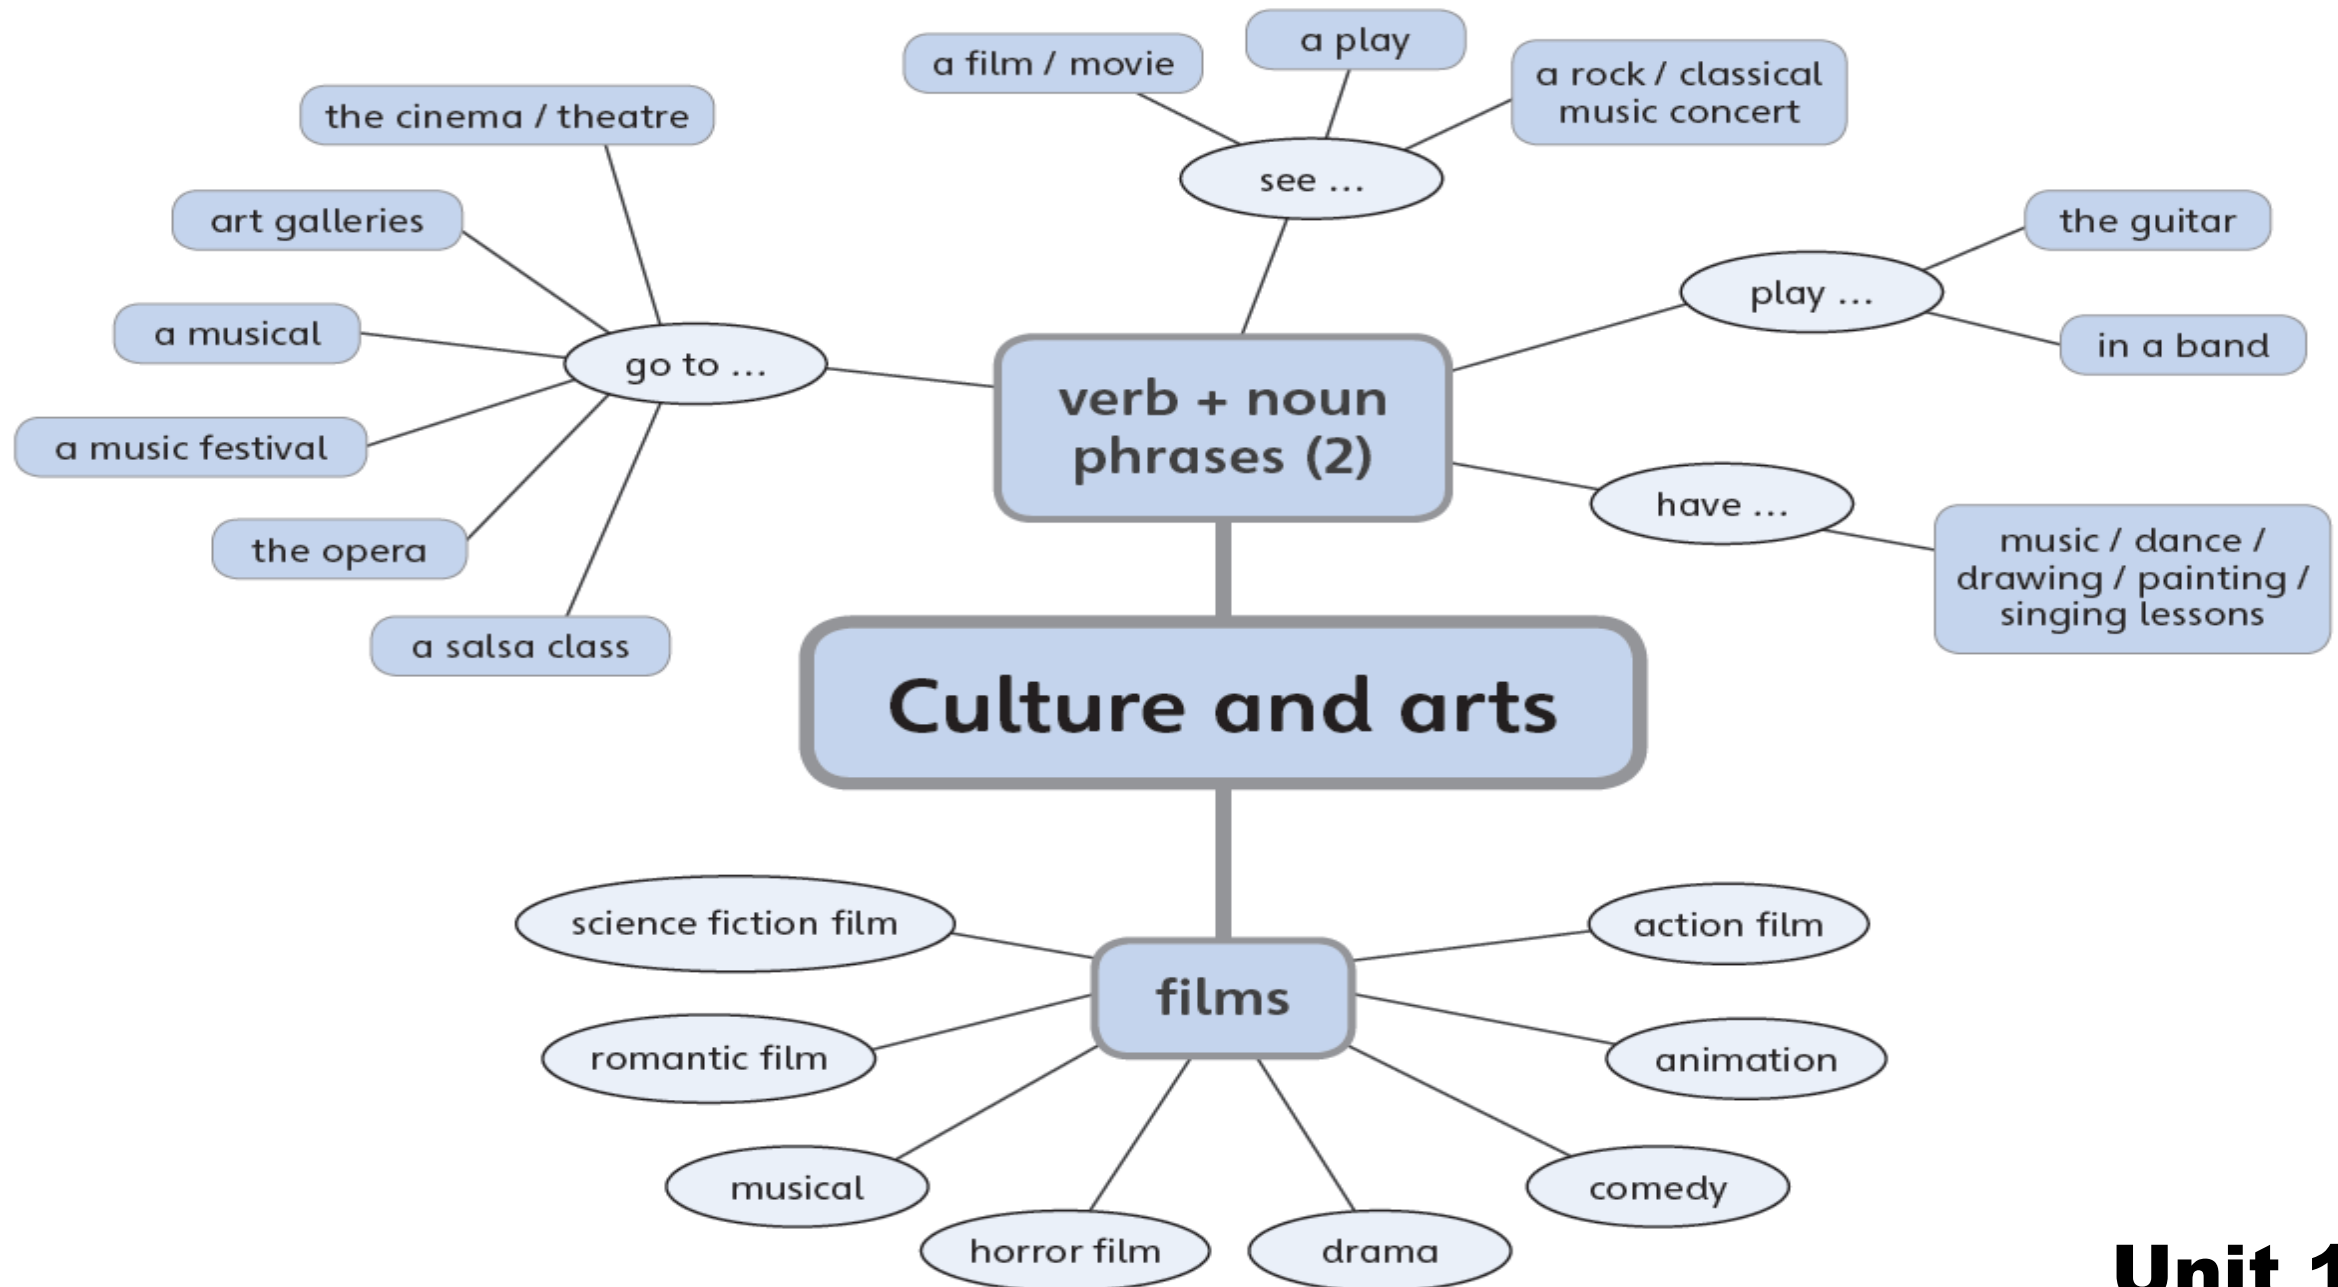 a film / movie
a play
a rock / classical
music concert
see ...
the cinema / theatre
art galleries
a musical
a music festival
the opera
a salsa class
go to ...
verb + noun
phrases (2)
play ...
the guitar
in a band
have ...
music / dance /
drawing / painting /
singing lessons
Culture and arts
films
science fiction film
romantic film
musical
horror film
drama
comedy
animation
action film
Unit 1